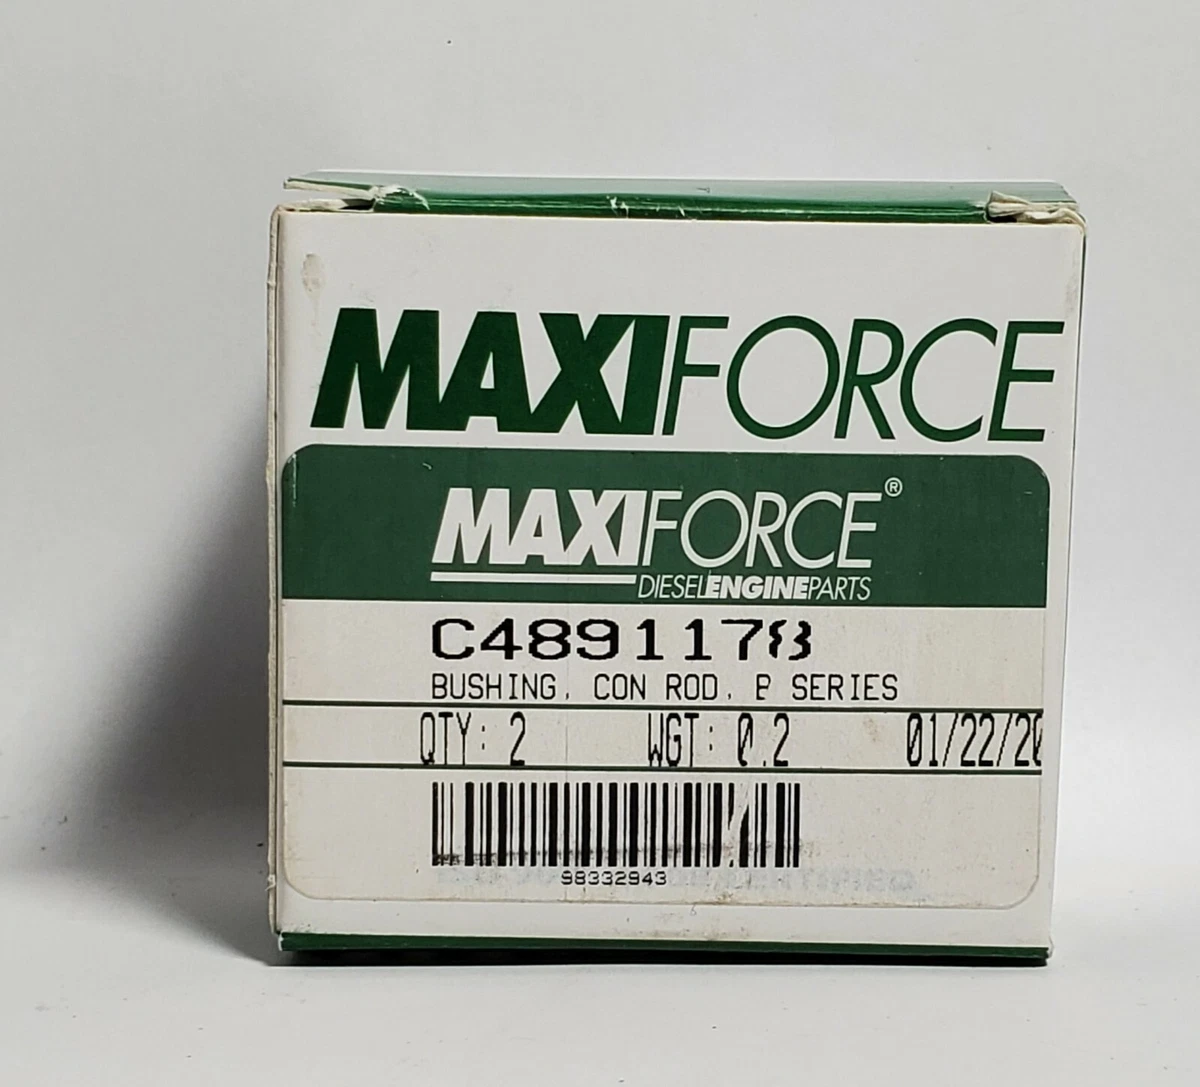 MAXIFORCE
MAXIFORCE®
DIESELENGINEPARTS
C4891178
BUSHING, CON ROD, B SERIES
QTY: 2 WGT: 0.2 01/22/20
98332943